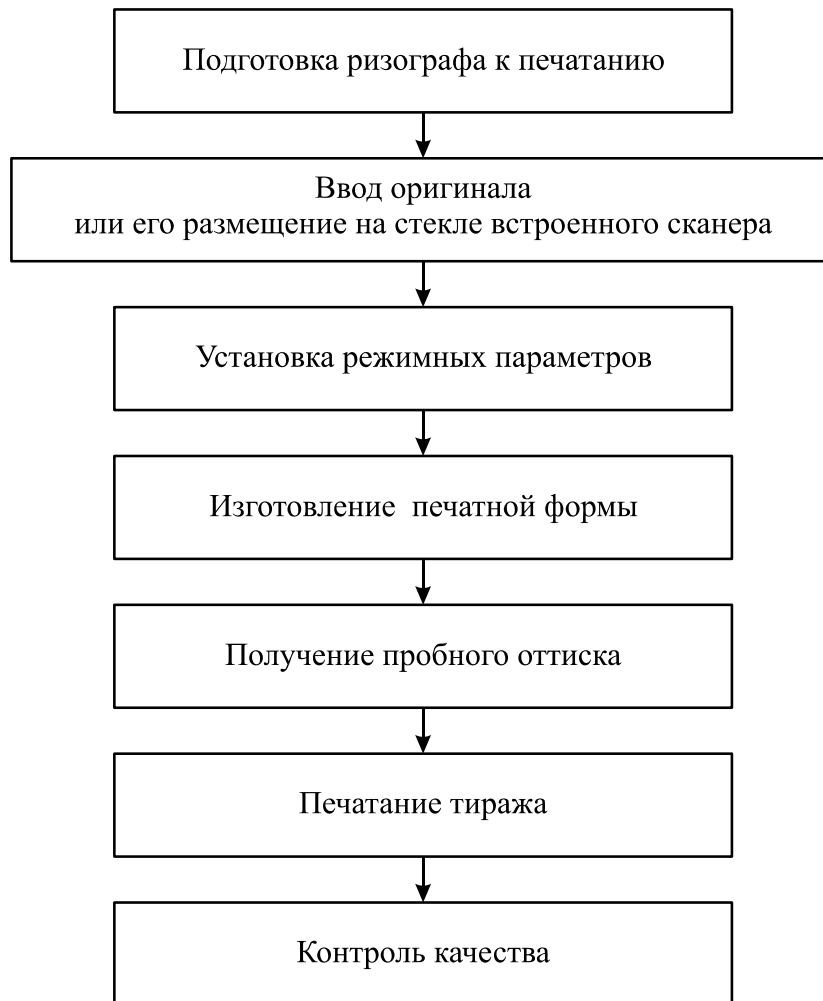 Подготовка ризографа к печатанию
Ввод оригинала
или его размещение на стекле встроенного сканера
Установка режимных параметров
Изготовление печатной формы
Получение пробного оттиска
Печатание тиража
Контроль качества